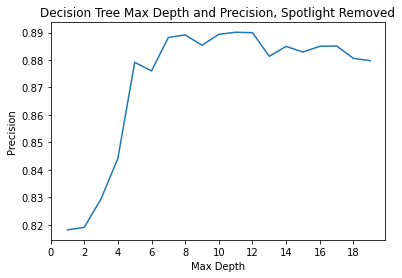 Decision Tree Max Depth and Precision, Spotlight Removed
0.89
0.88
0.87
0.86
0.85
0.84
0.83
0.82
Precision
0 2 4 6 8 10 12 14 16 18
Max Depth